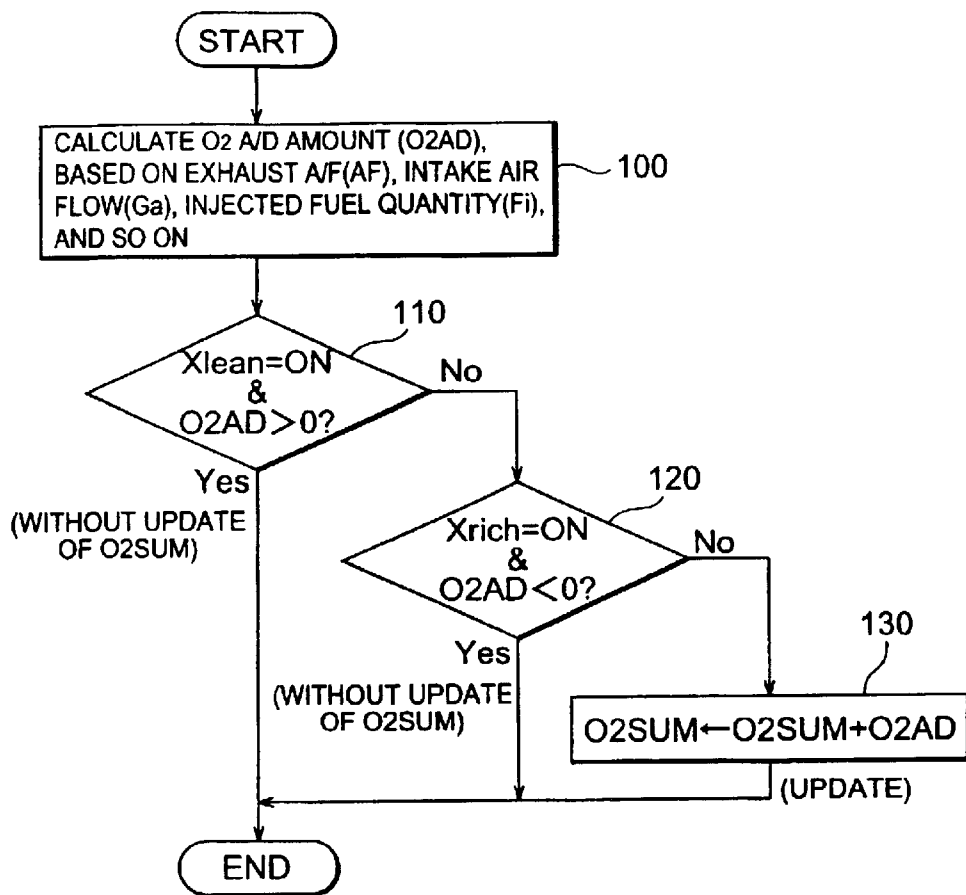 START
CALCULATE O2 A/D AMOUNT (O2AD),
BASED ON EXHAUST A/F(AF), INTAKE AIR
FLOW(Ga), INJECTED FUEL QUANTITY(Fi),
AND SO ON
100
110
Xlean=ON
&
O2AD>0?
No
Yes
(WITHOUT UPDATE
OF O2SUM)
120
Xrich=ON
&
O2AD<0?
No
Yes
(WITHOUT UPDATE
OF O2SUM)
130
O2SUM←O2SUM+O2AD
(UPDATE)
END